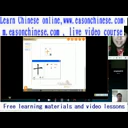 Learn Chinese online,www.easonchinese.com
m.easonchinese.com , live video course
Free learning materials and video lessons